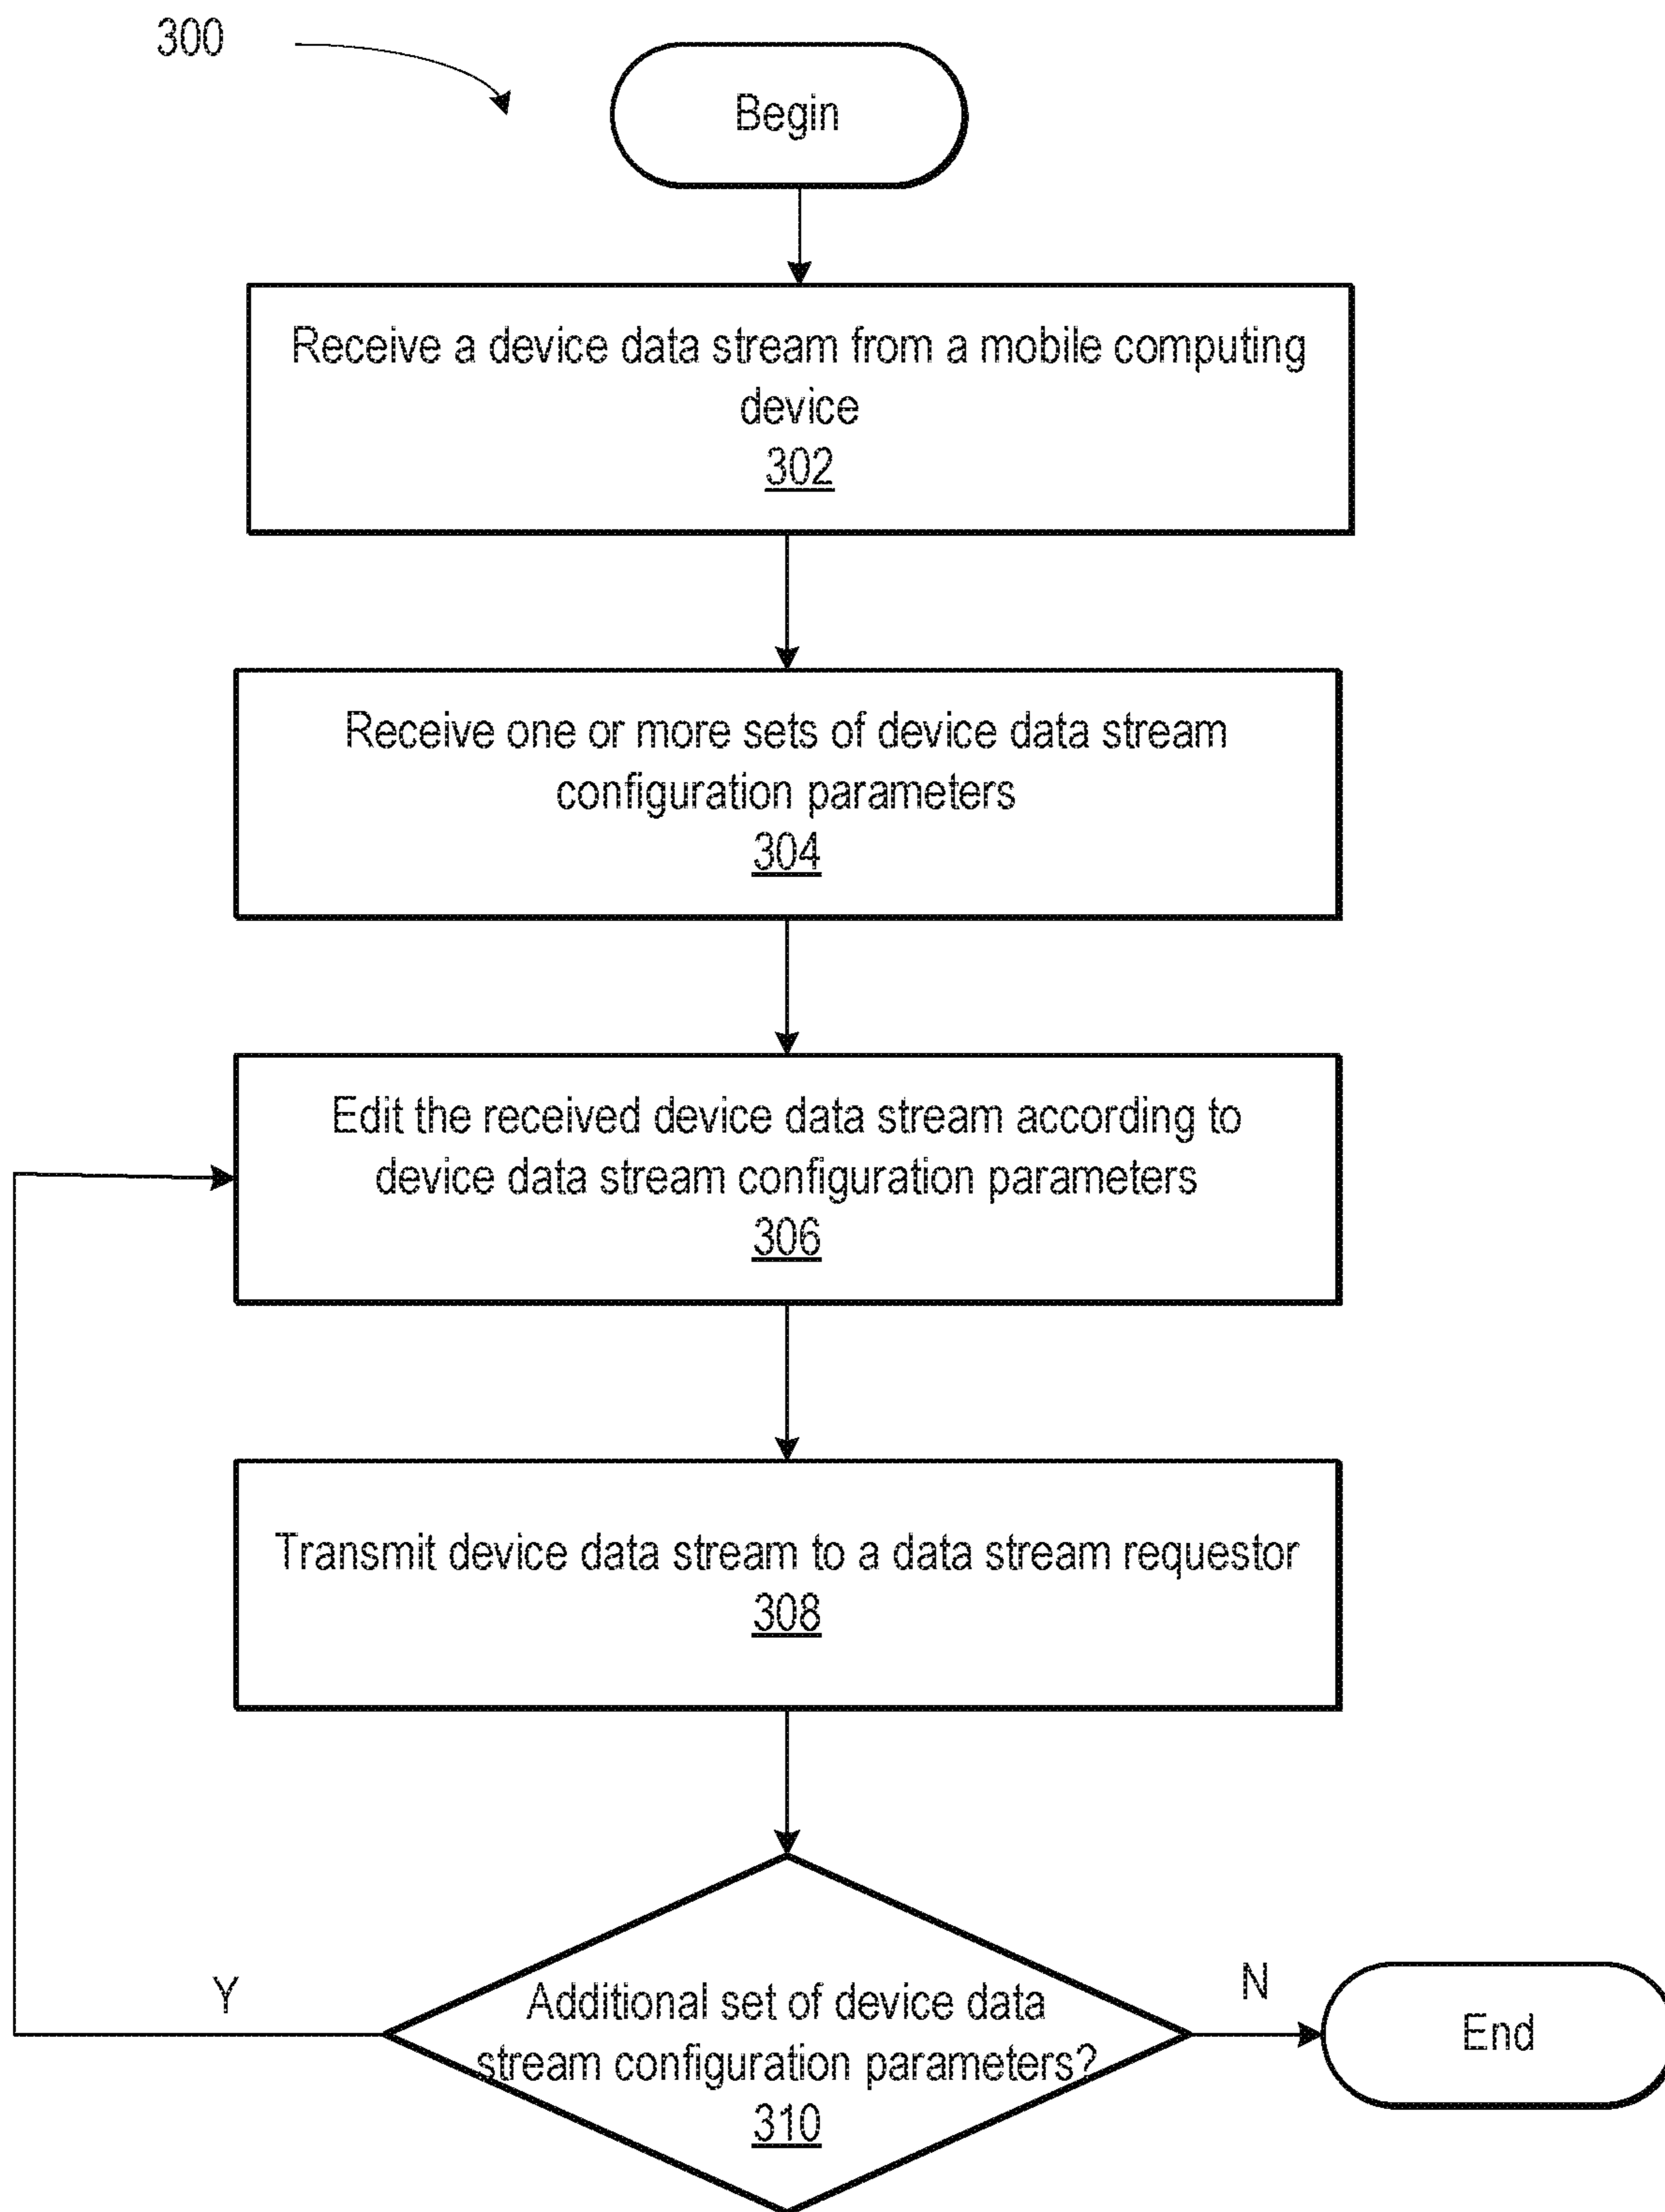 300
Begin
Receive a device data stream from a mobile computing
device
302
Receive one or more sets of device data stream
configuration parameters
304
Edit the received device data stream according to
device data stream configuration parameters
306
Transmit device data stream to a data stream requestor
308
Y
Additional set of device data
stream configuration parameters?
310
N
End